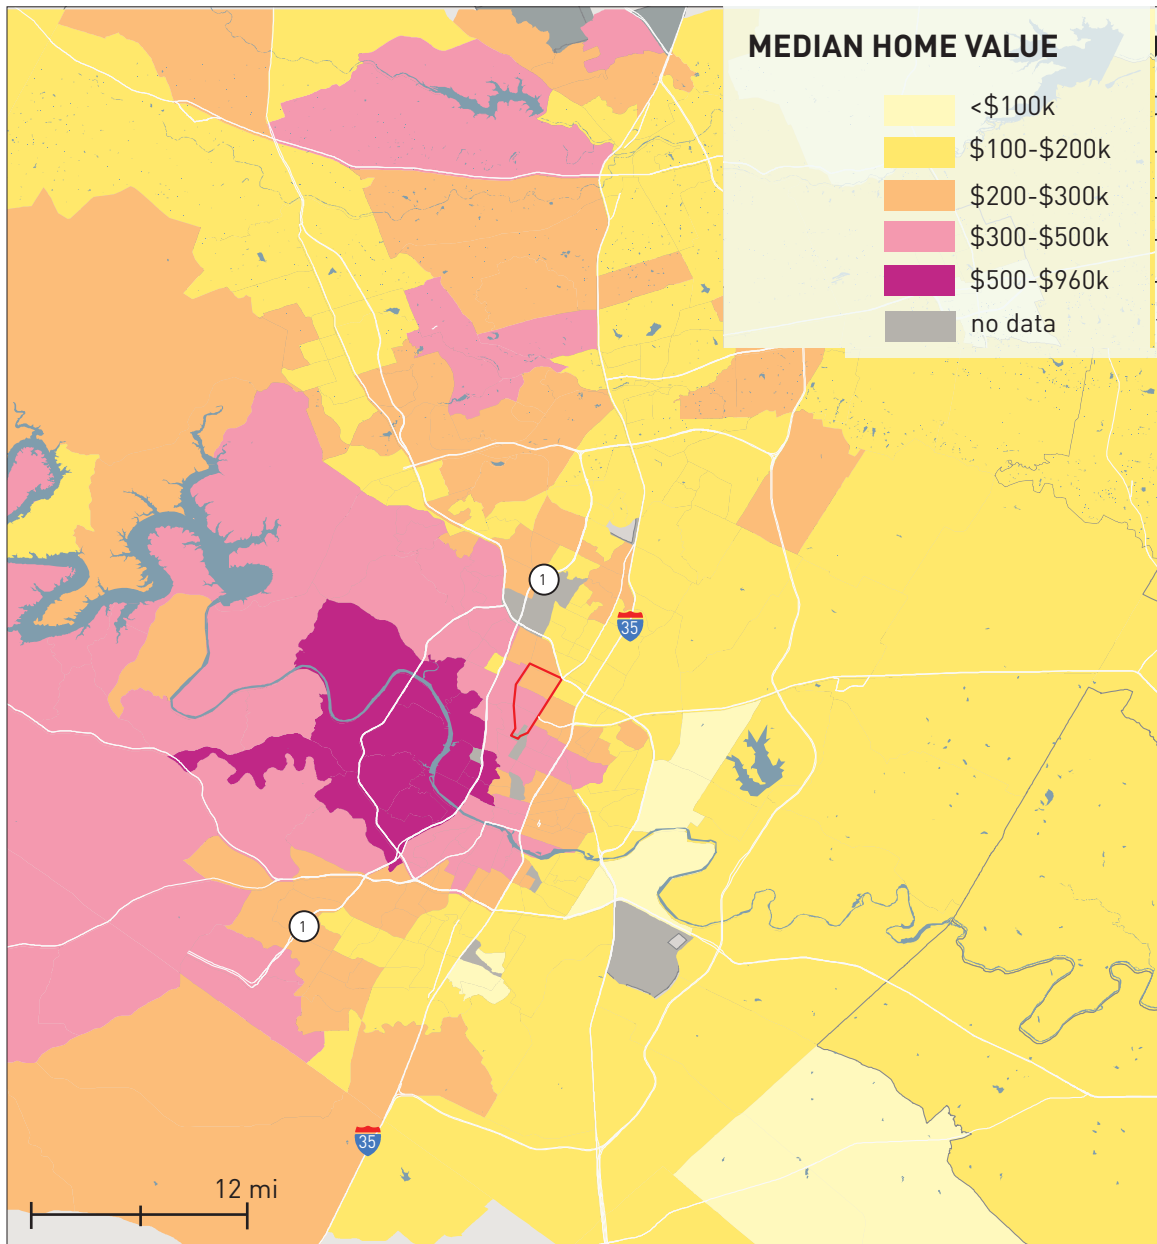 MEDIAN HOME VALUE
<$100k
$100-$200k
$200-$300k
$300-$500k
$500-$960k
no data
1
35
1
35
12 mi